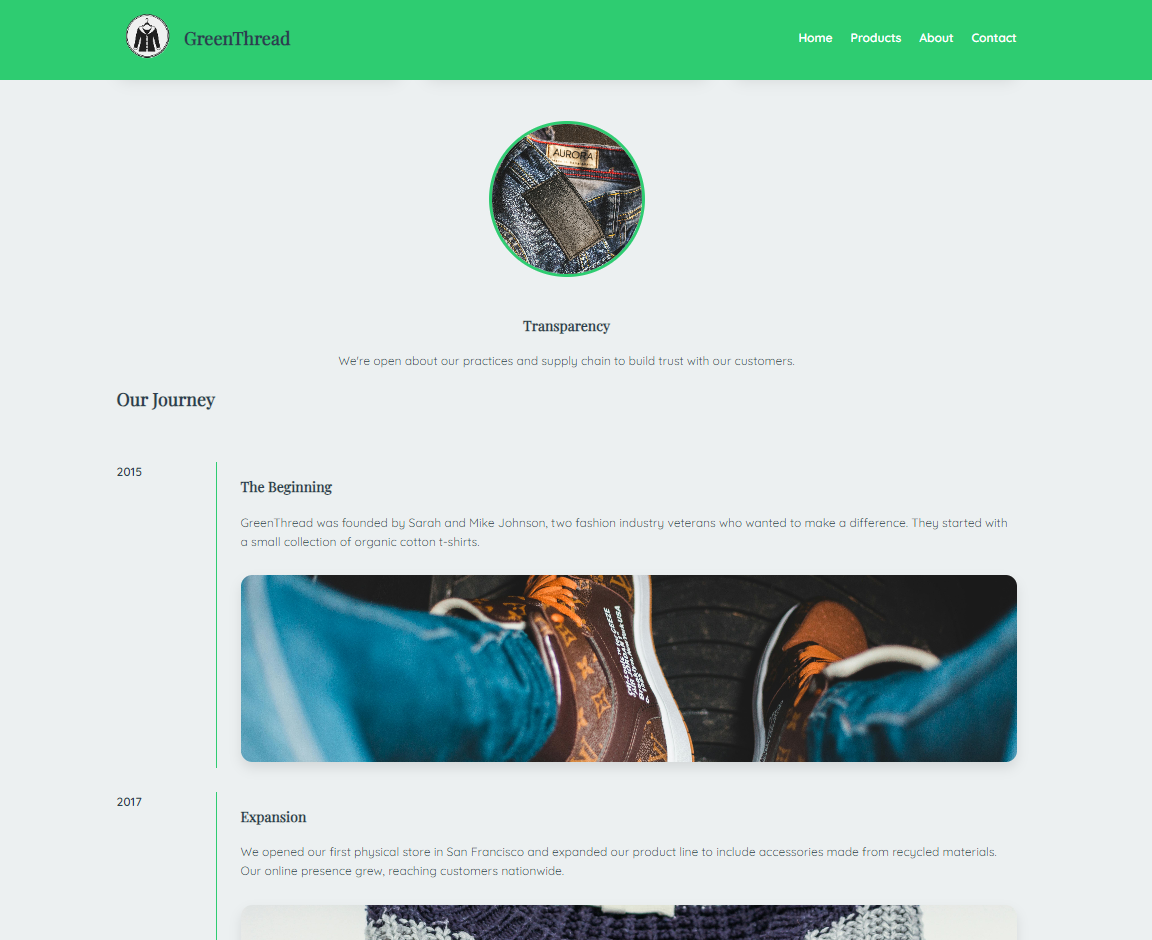 GreenThread
Home Products About Contact
AURORA
Transparency
We're open about our practices and supply chain to build trust with our customers.
Our Journey
2015
The Beginning
GreenThread was founded by Sarah and Mike Johnson, two fashion industry veterans who wanted to make a difference. They started with
a small collection of organic cotton t-shirts.
2017
Expansion
We opened our first physical store in San Francisco and expanded our product line to include accessories made from recycled materials.
Our online presence grew, reaching customers nationwide.